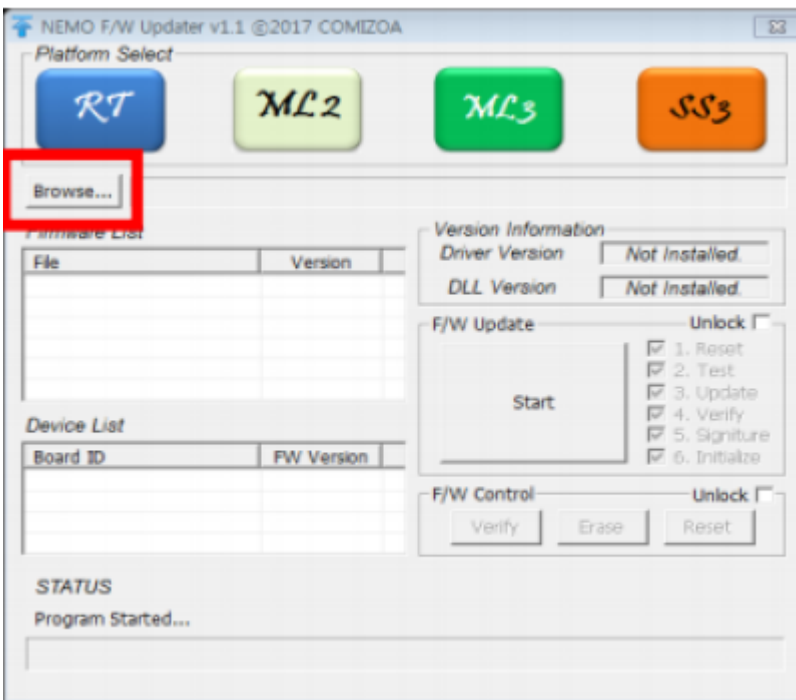 NEMO F/W Updater v1.1 ©2017 COMIZOA
Platform Select
RT
ML2
ML3
SS3
Browse...
Firmware List
File Version
Device List
Board ID FW Version
Version Information
Driver Version Not Installed.
DLL Version Not Installed.
F/W Update Unlock
Start
1. Reset
2. Test
3. Update
4. Verify
5. Signiture
6. Initialize
F/W Control Unlock
Verify Erase Reset
STATUS
Program Started...